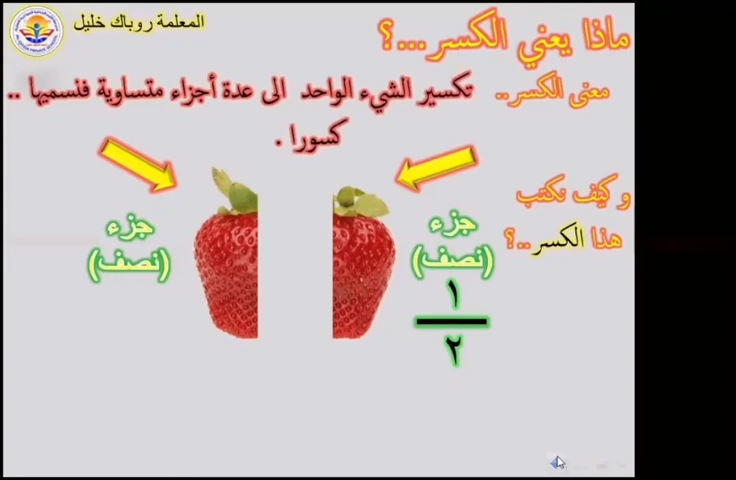 المعلمة روباك خليل
ماذا يعني الكسر...؟
معنى الكسر..
تكسير الشيء الواحد الى عدة أجزاء متساوية فنسميها ..
كسورا .
و كيف نكتب
هذا الكسر..؟
جزء
(نصف)
١
٢
جزء
(نصف)